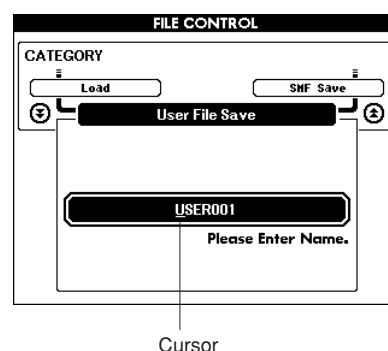 FILE CONTROL
CATEGORY
Load
SMF Save
User File Save
USER001
Please Enter Name.
Cursor